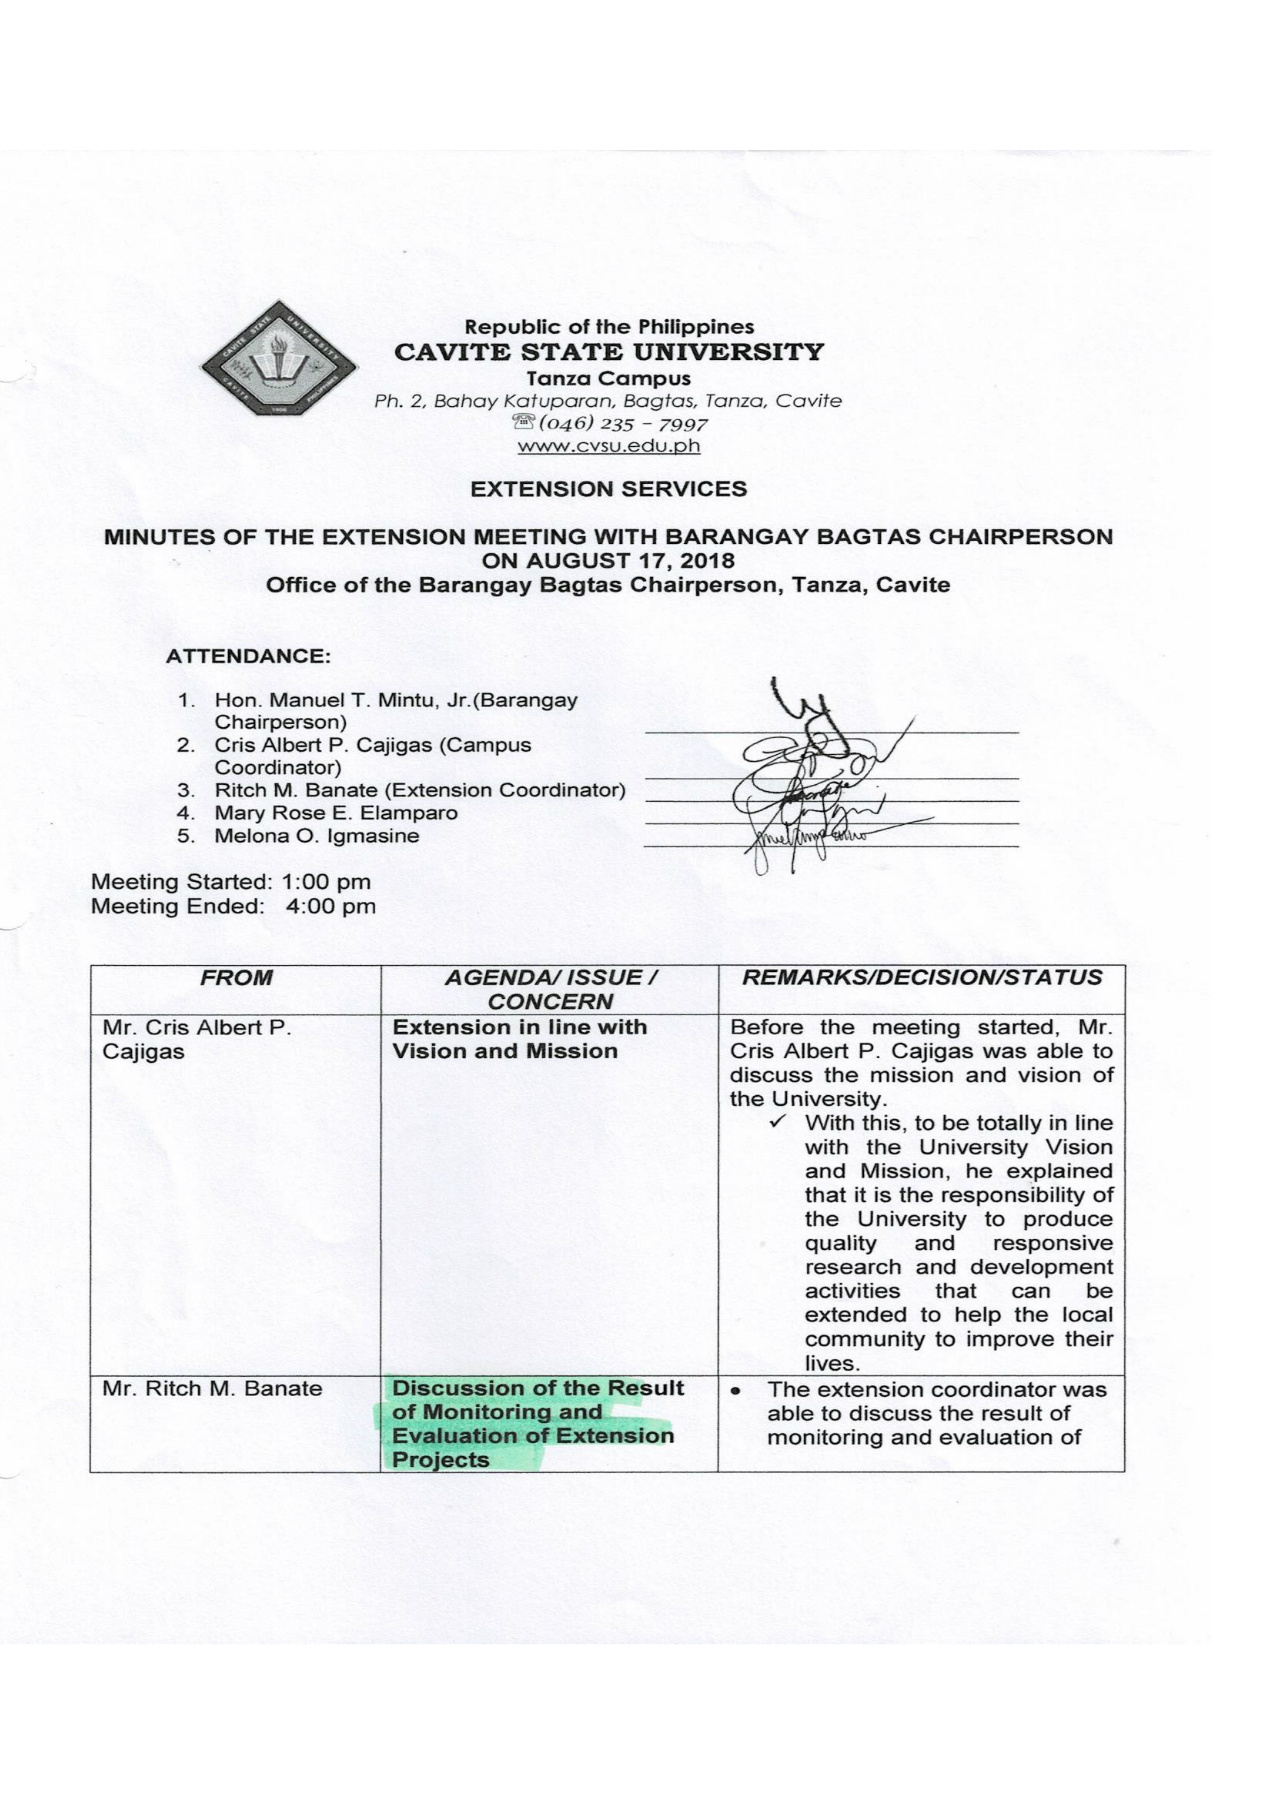 Republic of the Philippines
CAVITE STATE UNIVERSITY
Tanza Campus
Ph. 2, Bahay Katuparan, Bagtas, Tanza, Cavite
☏(046) 235 – 7997
www.cvsu.edu.ph
CAVITE STATE UNIVERSITY
CAVITE PHILIPPINES
1906
EXTENSION SERVICES
MINUTES OF THE EXTENSION MEETING WITH BARANGAY BAGTAS CHAIRPERSON
ON AUGUST 17, 2018
Office of the Barangay Bagtas Chairperson, Tanza, Cavite
ATTENDANCE:
1. Hon. Manuel T. Mintu, Jr.(Barangay
Chairperson)
2. Cris Albert P. Cajigas (Campus
Coordinator)
3. Ritch M. Banate (Extension Coordinator)
4. Mary Rose E. Elamparo
5. Melona O. Igmasine
Meeting Started: 1:00 pm
Meeting Ended: 4:00 pm
FROM
AGENDA/ ISSUE /
CONCERN
REMARKS/DECISION/STATUS
Mr. Cris Albert P.
Cajigas
Extension in line with
Vision and Mission
Before the meeting started, Mr.
Cris Albert P. Cajigas was able to
discuss the mission and vision of
the University.
✓ With this, to be totally in line
with the University Vision
and Mission, he explained
that it is the responsibility of
the University to produce
quality and responsive
research and development
activities that can be
extended to help the local
community to improve their
lives.
Mr. Ritch M. Banate
Discussion of the Result
of Monitoring and
Evaluation of Extension
Projects
• The extension coordinator was
able to discuss the result of
monitoring and evaluation of